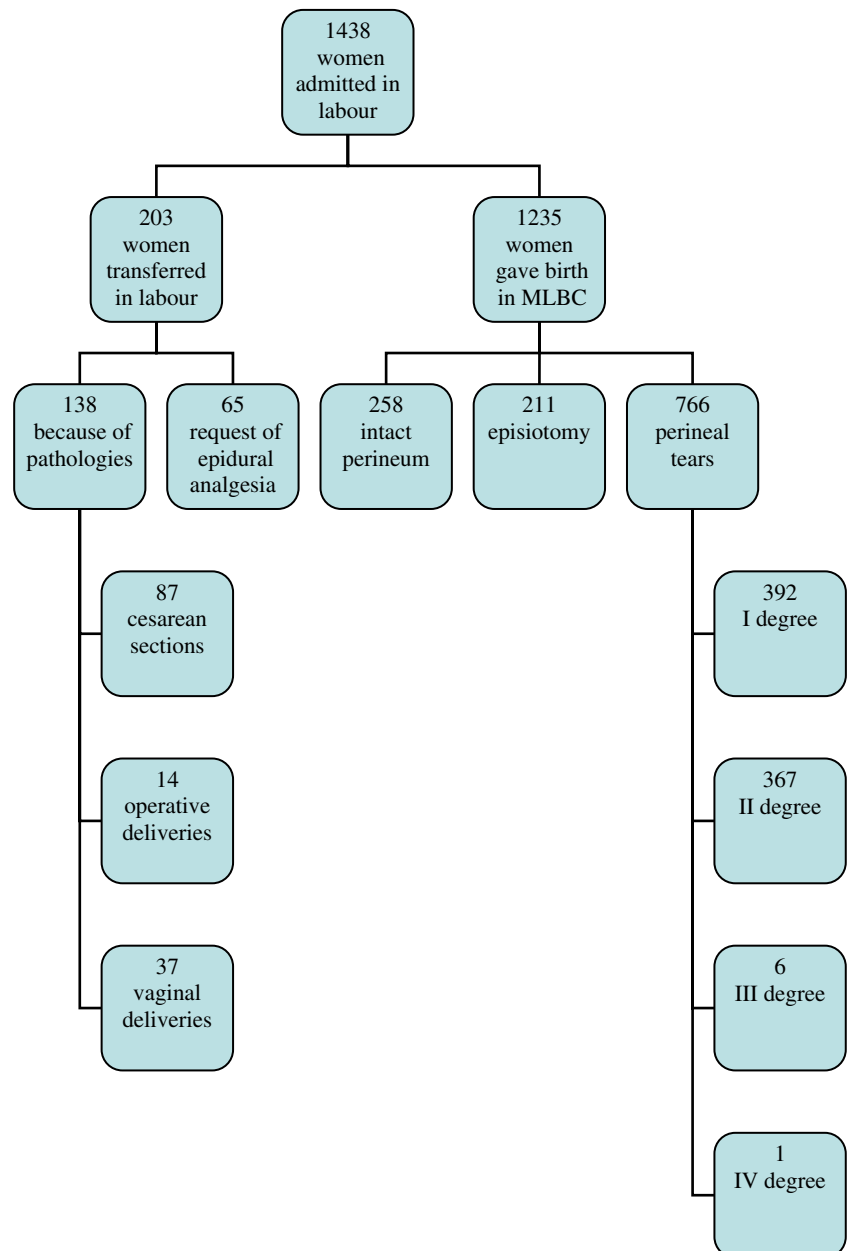 1438
women
admitted in
labour
203
women
transferred
in labour
1235
women
gave birth
in MLBC
138
because of
pathologies
65
request of
epidural
analgesia
258
intact
perineum
211
episiotomy
766
perineal
tears
87
cesarean
sections
14
operative
deliveries
37
vaginal
deliveries
392
I degree
367
II degree
6
III degree
1
IV degree